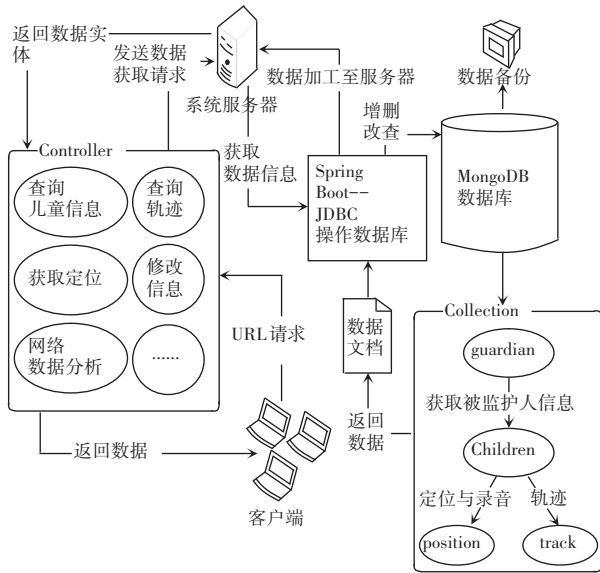 返回数据实
体
发送数据
获取请求
系统服务器
数据加工至服务器
数据备份
增删
改查
获取
数据信息
Controller
查询
儿童信息
查询
轨迹
获取定位
修改
信息
网络
数据分析
......
Spring
Boot--
JDBC
操作数据库
MongoDB
数据库
URL请求
数据
文档
返回
数据
返回数据
客户端
Collection
guardian
获取被监护人信息
Children
定位与录音
轨迹
position
track